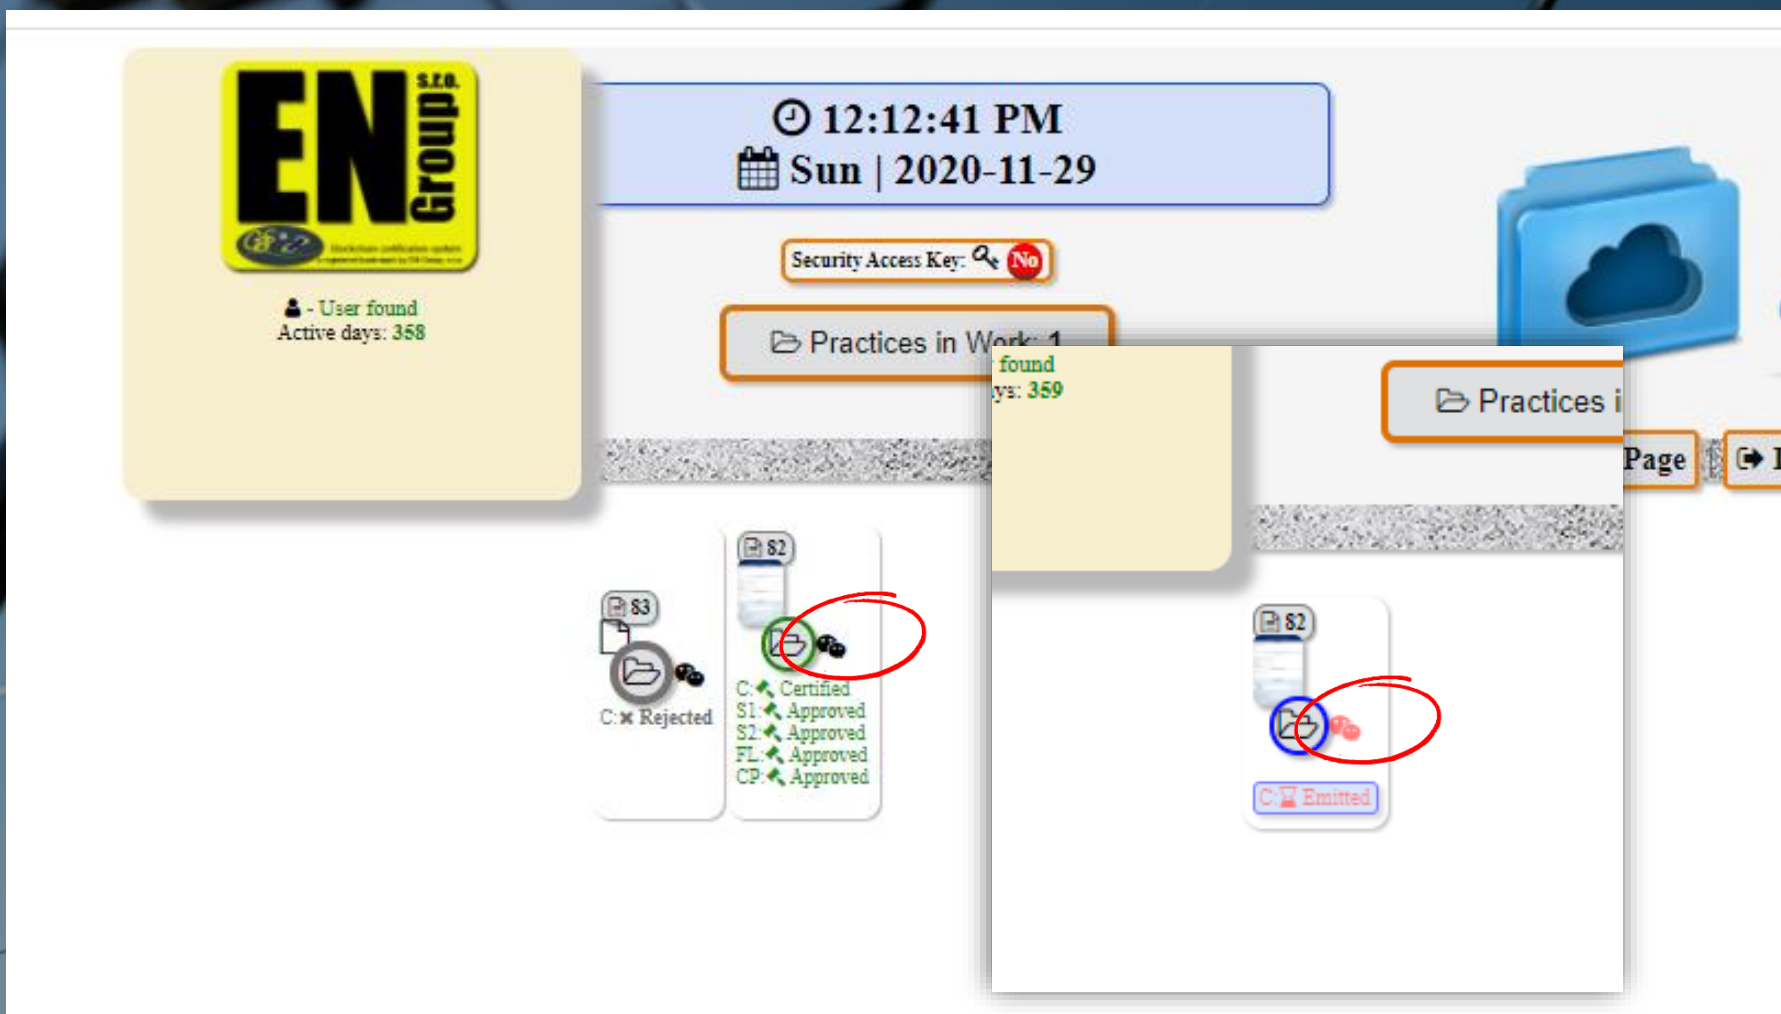 EN
Group
s.r.o.
- User found
Active days: 358
12:12:41 PM
Sun | 2020-11-29
Security Access Key: No
Practices in Work: 1
found
ys: 359
Practices i
Page
82
83
C: Certified
S1: Approved
S2: Approved
FL: Approved
CP: Approved
C: Rejected
82
C: Emitted